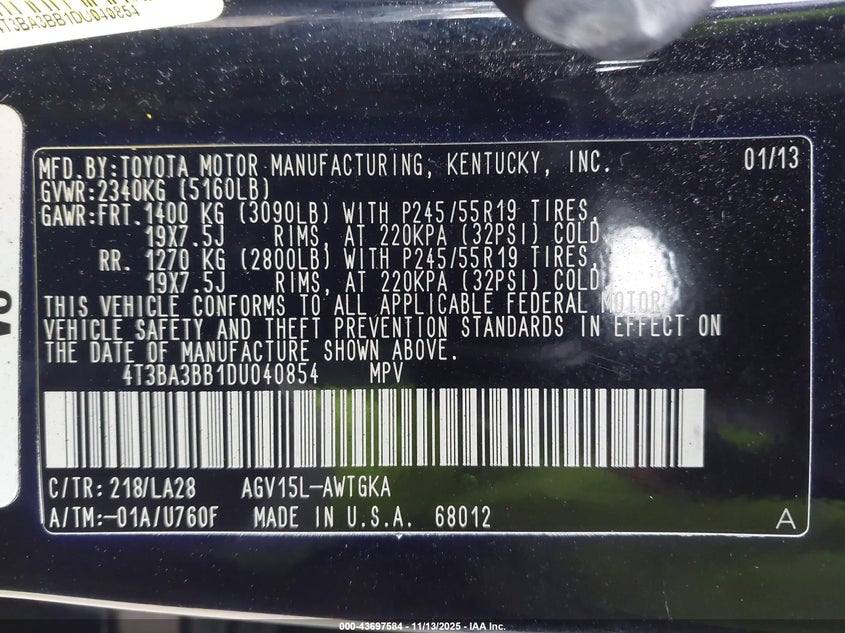 4T3BA3BB1DU040854
MFD.BY:TOYOTA MOTOR MANUFACTURING, KENTUCKY, INC. 01/13
GVWR:2340KG (5160LB)
GAWR:FRT.1400 KG (3090LB) WITH P245/55R19 TIRES,
19X7.5J RIMS, AT 220KPA (32PSI) COLD
RR. 1270 KG (2800LB) WITH P245/55R19 TIRES,
19X7.5J RIMS, AT 220KPA (32PSI) COLD
THIS VEHICLE CONFORMS TO ALL APPLICABLE FEDERAL MOTOR
VEHICLE SAFETY AND THEFT PREVENTION STANDARDS IN EFFECT ON
THE DATE OF MANUFACTURE SHOWN ABOVE.
4T3BA3BB1DU040854 MPV
C/TR: 218/LA28 AGV15L-AWTGKA
A/TM:-01A/U760F MADE IN U.S.A. 68012 A
000-43697584 - 11/13/2025 - IAA Inc.